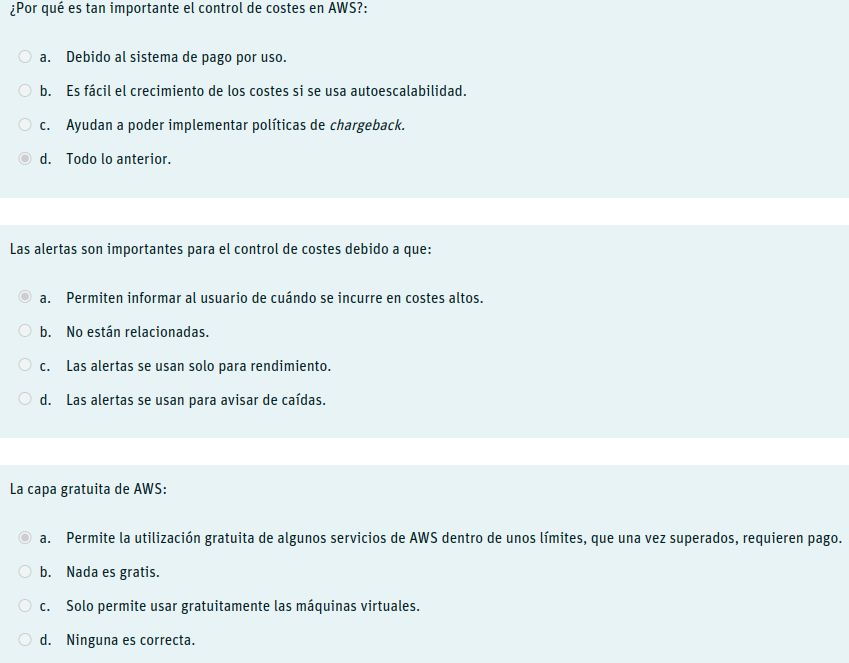 ¿Por qué es tan importante el control de costes en AWS?:
a. Debido al sistema de pago por uso.
b. Es fácil el crecimiento de los costes si se usa autoescalabilidad.
c. Ayudan a poder implementar políticas de chargeback.
d. Todo lo anterior.
Las alertas son importantes para el control de costes debido a que:
a. Permiten informar al usuario de cuándo se incurre en costes altos.
b. No están relacionadas.
c. Las alertas se usan solo para rendimiento.
d. Las alertas se usan para avisar de caídas.
La capa gratuita de AWS:
a. Permite la utilización gratuita de algunos servicios de AWS dentro de unos límites, que una vez superados, requieren pago.
b. Nada es gratis.
c. Solo permite usar gratuitamente las máquinas virtuales.
d. Ninguna es correcta.